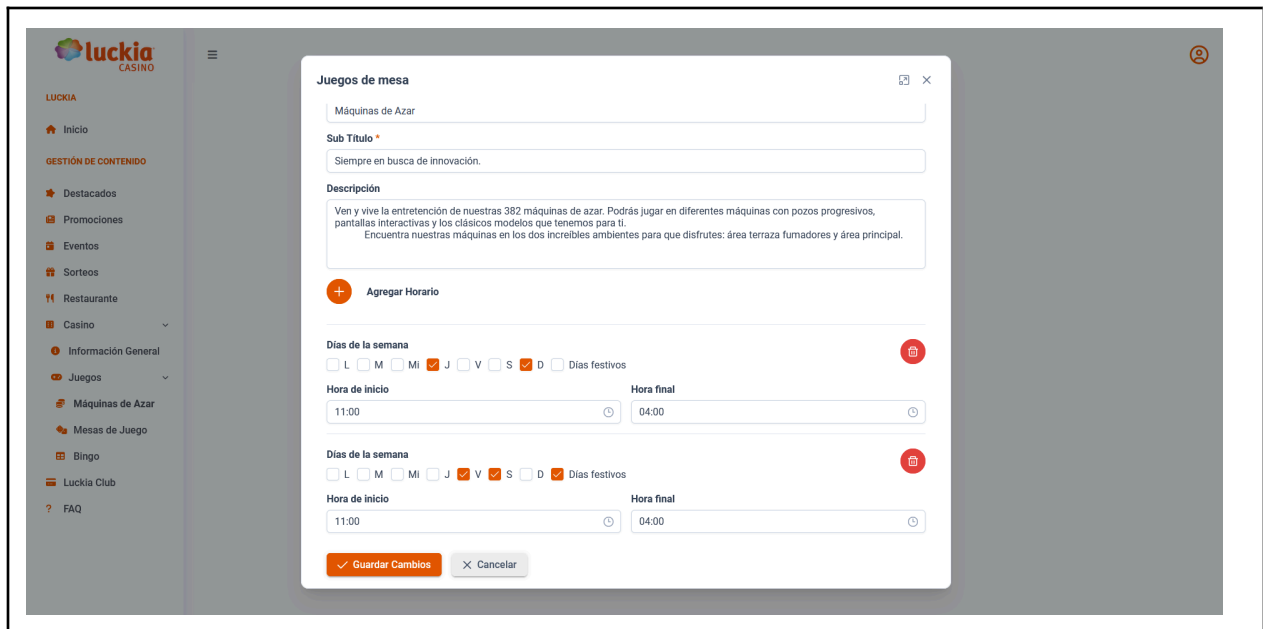 luckia
CASINO
LUCKIA
Inicio
GESTIÓN DE CONTENIDO
Destacados
Promociones
Eventos
Sorteos
Restaurante
Casino
Información General
Juegos
Máquinas de Azar
Mesas de Juego
Bingo
Luckia Club
? FAQ
Juegos de mesa
Máquinas de Azar
Sub Título *
Siempre en busca de innovación.
Descripción
Ven y vive la entretención de nuestras 382 máquinas de azar. Podrás jugar en diferentes máquinas con pozos progresivos,
pantallas interactivas y los clásicos modelos que tenemos para ti.
Encuentra nuestras máquinas en los dos increíbles ambientes para que disfrutes: área terraza fumadores y área principal.
Agregar Horario
Días de la semana
L M Mi J V S D Días festivos
Hora de inicio Hora final
11:00 04:00
Días de la semana
L M Mi J V S D Días festivos
Hora de inicio Hora final
11:00 04:00
Guardar Cambios Cancelar